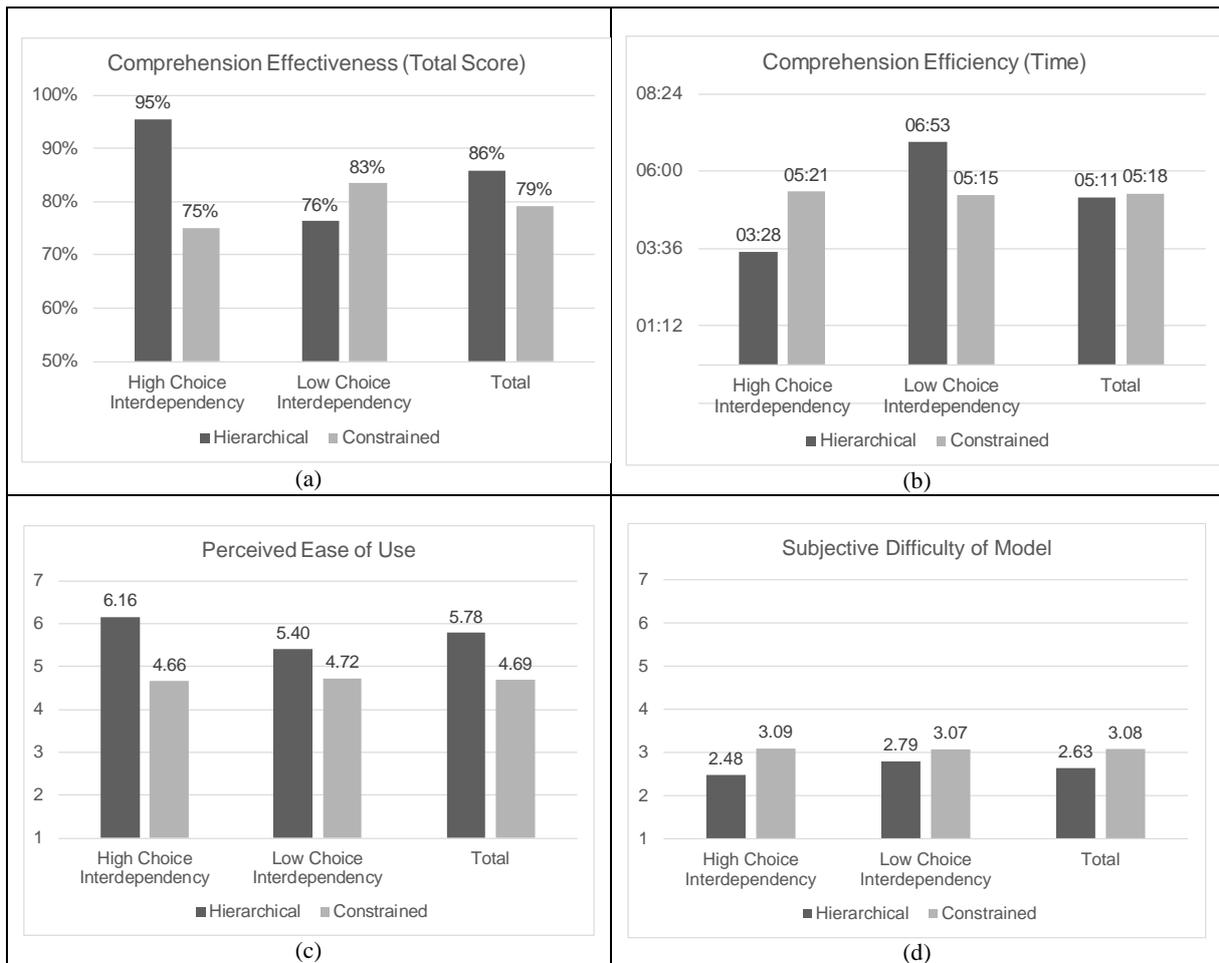 Comprehension Effectiveness (Total Score)
100%
90%
80%
70%
60%
50%
95%
75%
76%
83%
86%
79%
High Choice
Interdependency
Low Choice
Interdependency
Total
Hierarchical Constrained
(a)
Comprehension Efficiency (Time)
08:24
06:00
03:36
01:12
03:28
05:21
06:53
05:15
05:11
05:18
High Choice
Interdependency
Low Choice
Interdependency
Total
Hierarchical Constrained
(b)
Perceived Ease of Use
7
6
5
4
3
2
1
6.16
4.66
5.40
4.72
5.78
4.69
High Choice
Interdependency
Low Choice
Interdependency
Total
Hierarchical Constrained
(c)
Subjective Difficulty of Model
7
6
5
4
3
2
1
2.48
3.09
2.79
3.07
2.63
3.08
High Choice
Interdependency
Low Choice
Interdependency
Total
Hierarchical Constrained
(d)